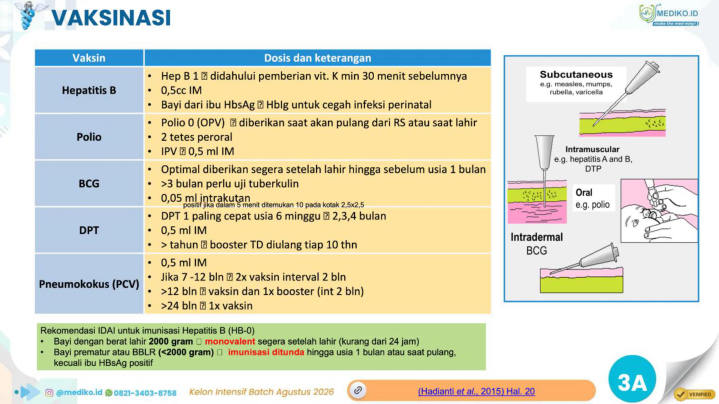 VAKSINASI
MEDIKO.ID
Vaksin
Dosis dan keterangan
Hepatitis B
• Hep B 1 didahului pemberian vit. K min 30 menit sebelumnya
• 0,5cc IM
• Bayi dari ibu HbsAg HbIg untuk cegah infeksi perinatal
Polio
• Polio 0 (OPV) diberikan saat akan pulang dari RS atau saat lahir
• 2 tetes peroral
• IPV 0,5 ml IM
BCG
• Optimal diberikan segera setelah lahir hingga sebelum usia 1 bulan
• >3 bulan perlu uji tuberkulin
• 0,05 ml intrakutan
positif jika dalam 5 menit ditemukan 10 pada kotak 2,5x2,5
DPT
• DPT 1 paling cepat usia 6 minggu 2,3,4 bulan
• 0,5 ml IM
• > tahun booster TD diulang tiap 10 thn
Pneumokokus (PCV)
• 0,5 ml IM
• Jika 7 -12 bln 2x vaksin interval 2 bln
• >12 bln vaksin dan 1x booster (int 2 bln)
• >24 bln 1x vaksin
Subcutaneous
e.g. measles, mumps,
rubella, varicella
Intramuscular
e.g. hepatitis A and B,
DTP
Oral
e.g. polio
Intradermal
BCG
Rekomendasi IDAI untuk imunisasi Hepatitis B (HB-0)
• Bayi dengan berat lahir 2000 gram monovalent segera setelah lahir (kurang dari 24 jam)
• Bayi prematur atau BBLR (<2000 gram) imunisasi ditunda hingga usia 1 bulan atau saat pulang,
kecuali ibu HBsAg positif
3A
@mediko.id 0821-3403-8758
Kelon Intensif Batch Agustus 2026
(Hadianti et al., 2015) Hal. 20
VERIFIED